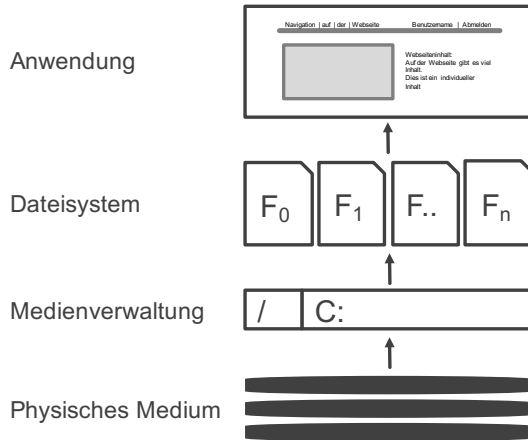 Navigation | auf | der | Webseite Benutzername | Abmelden
Anwendung
Webseiteninhalt:
Auf der Webseite gibt es viel
Inhalt.
Dies ist ein individueller
Inhalt
Dateisystem
F0 F1 F.. Fn
Medienverwaltung
/ C:
Physisches Medium